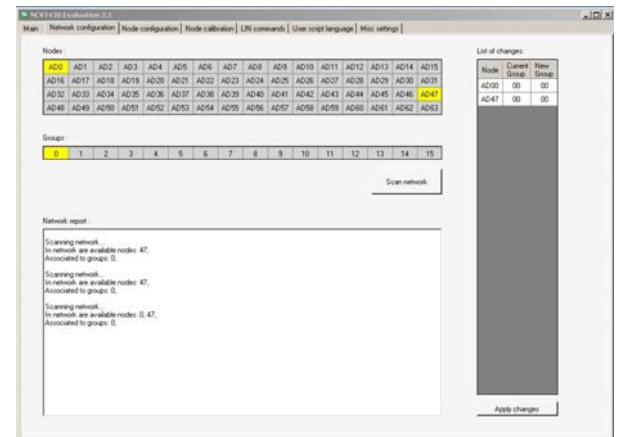 NCV7430 Evaluation 2.1
Main Network configuration Node configuration Node calibration LIN commands User script language Misc settings
Nodes :
AD0 AD1 AD2 AD3 AD4 AD5 AD6 AD7 AD8 AD9 AD10 AD11 AD12 AD13 AD14 AD15
AD16 AD17 AD18 AD19 AD20 AD21 AD22 AD23 AD24 AD25 AD26 AD27 AD28 AD29 AD30 AD31
AD32 AD33 AD34 AD35 AD36 AD37 AD38 AD39 AD40 AD41 AD42 AD43 AD44 AD45 AD46 AD47
AD48 AD49 AD50 AD51 AD52 AD53 AD54 AD55 AD56 AD57 AD58 AD59 AD60 AD61 AD62 AD63
Groups :
0 1 2 3 4 5 6 7 8 9 10 11 12 13 14 15
Scan network
Network report :
Scanning network...
In network are available nodes: 47,
Associated to groups: 0,
Scanning network...
In network are available nodes: 47,
Associated to groups: 0,
Scanning network...
In network are available nodes: 0, 47,
Associated to groups: 0,
List of changes:
Node Current Group New Group
AD00 00 00
AD47 00 00
Apply changes